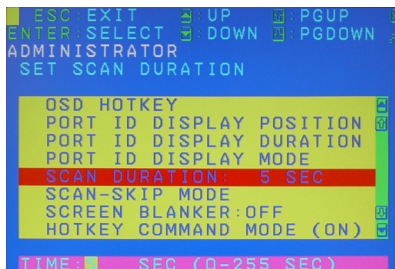 ESC:EXIT :UP :PGUP
ENTER:SELECT :DOWN :PGDOWN
ADMINISTRATOR
SET SCAN DURATION
OSD HOTKEY
PORT ID DISPLAY POSITION
PORT ID DISPLAY DURATION
PORT ID DISPLAY MODE
SCAN DURATION: 5 SEC
SCAN-SKIP MODE
SCREEN BLANKER:OFF
HOTKEY COMMAND MODE (ON)
TIME: SEC (0-255 SEC)